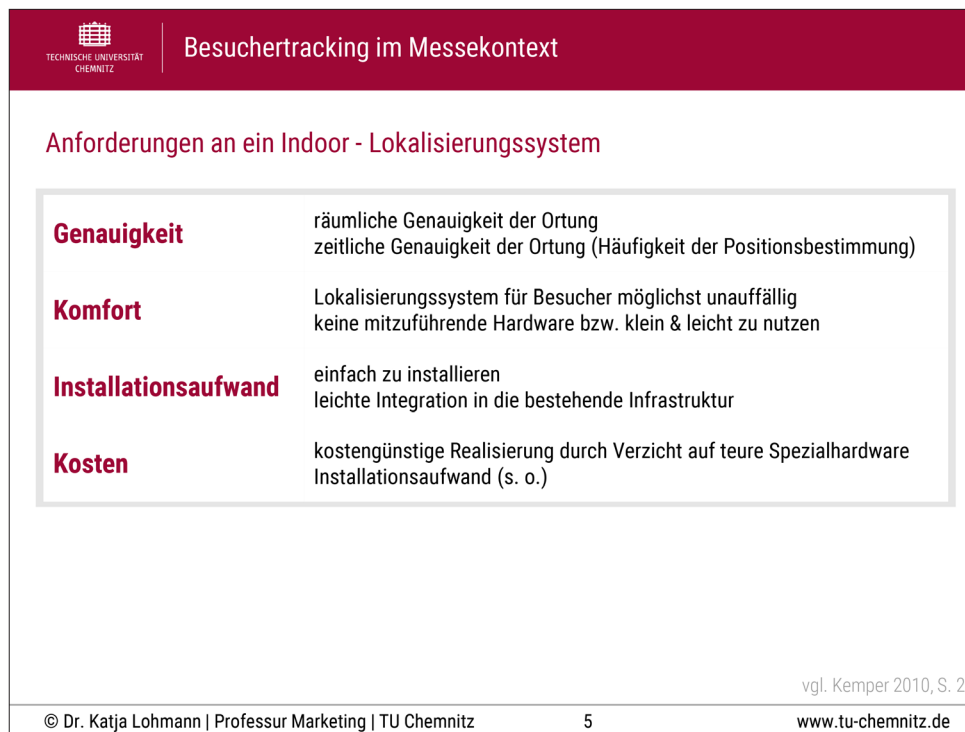 TECHNISCHE UNIVERSITÄT
CHEMNITZ
Besuchertracking im Messekontext
Anforderungen an ein Indoor - Lokalisierungssystem
Genauigkeit
räumliche Genauigkeit der Ortung
zeitliche Genauigkeit der Ortung (Häufigkeit der Positionsbestimmung)
Komfort
Lokalisierungssystem für Besucher möglichst unauffällig
keine mitzuführende Hardware bzw. klein & leicht zu nutzen
Installationsaufwand
einfach zu installieren
leichte Integration in die bestehende Infrastruktur
Kosten
kostengünstige Realisierung durch Verzicht auf teure Spezialhardware
Installationsaufwand (s. o.)
vgl. Kemper 2010, S. 2
© Dr. Katja Lohmann | Professur Marketing | TU Chemnitz
5
www.tu-chemnitz.de